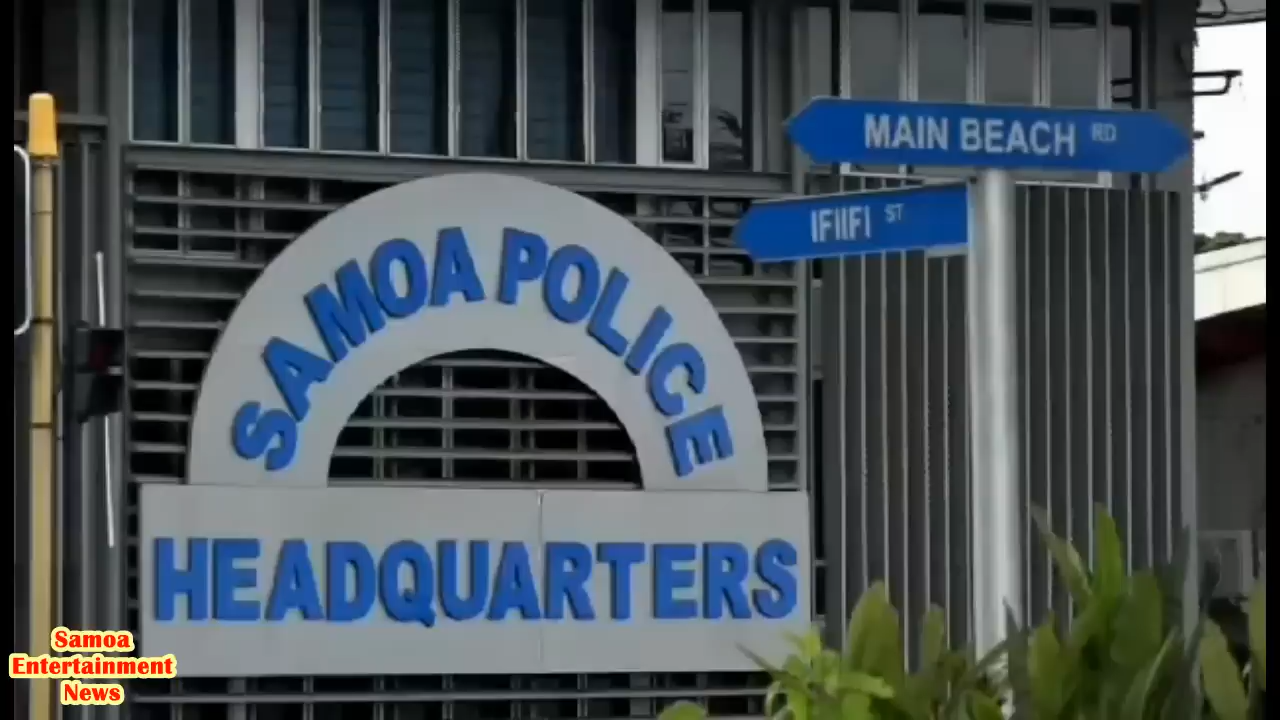 MAIN BEACH RD
IFIIFI ST
SAMOA POLICE
HEADQUARTERS
Samoa
Entertainment
News